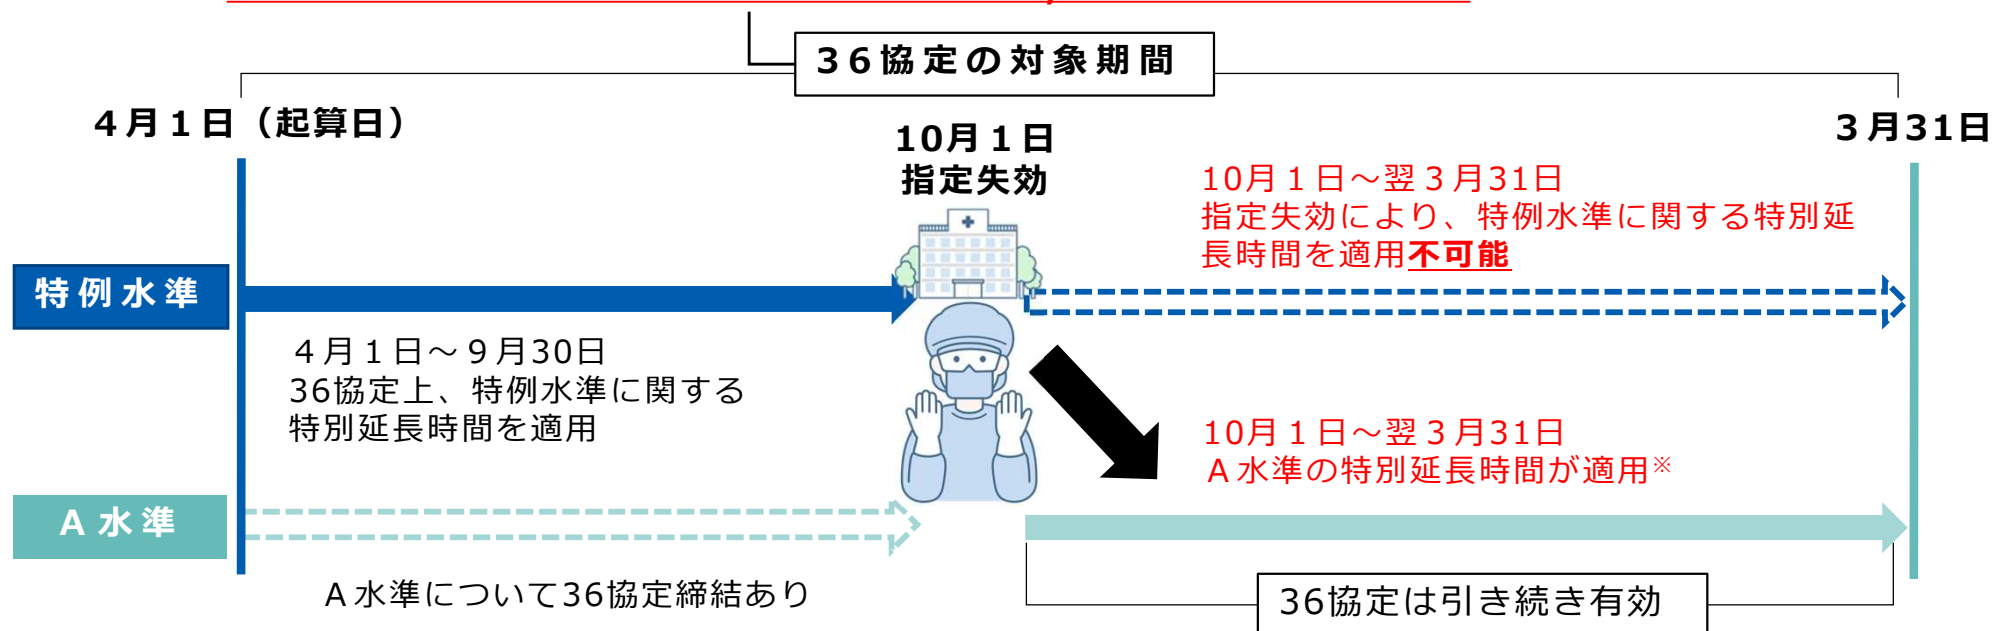 36協定の対象期間
4月1日（起算日）
10月1日
指定失効
3月31日
10月1日～翌3月31日
指定失効により、特例水準に関する特別延
長時間を適用不可能
特例水準
4月1日～9月30日
36協定上、特例水準に関する
特別延長時間を適用
10月1日～翌3月31日
A水準の特別延長時間が適用※
A水準
A水準について36協定締結あり
36協定は引き続き有効